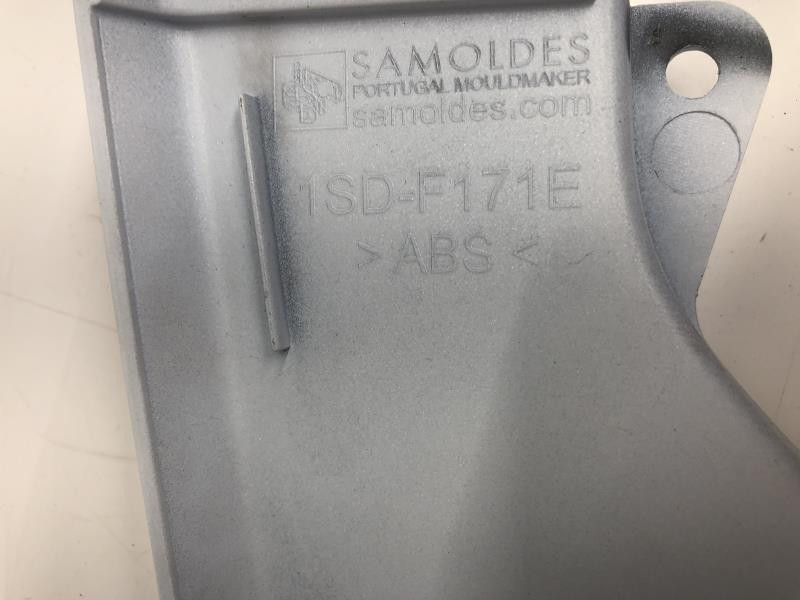 SAMOLDES
PORTUGAL MOULDMAKER
samoldes.com
1SD-F171E
> ABS <